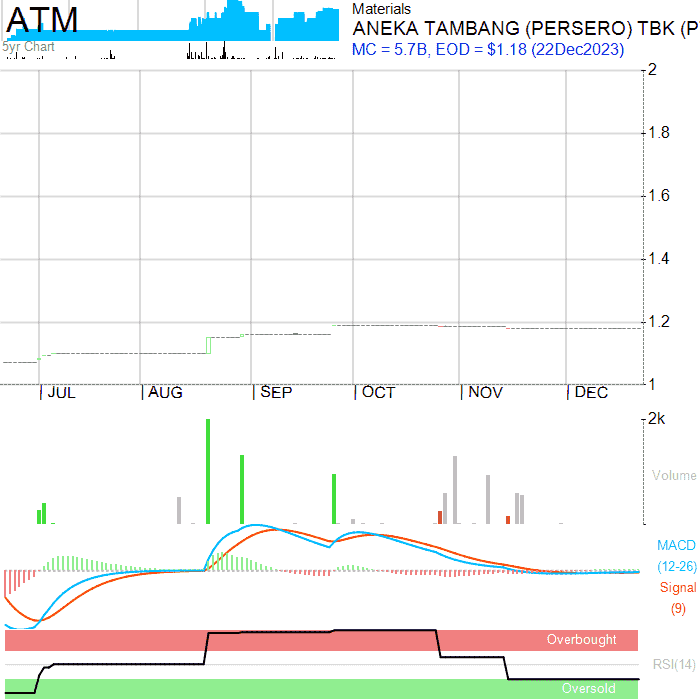 ATM
5yr Chart
Materials
ANEKA TAMBANG (PERSERO) TBK (P
MC = 5.7B, EOD = $1.18 (22Dec2023)
2
1.8
1.6
1.4
1.2
1
JUL AUG SEP OCT NOV DEC
2k
Volume
MACD
(12-26)
Signal
(9)
Overbought
RSI(14)
Oversold